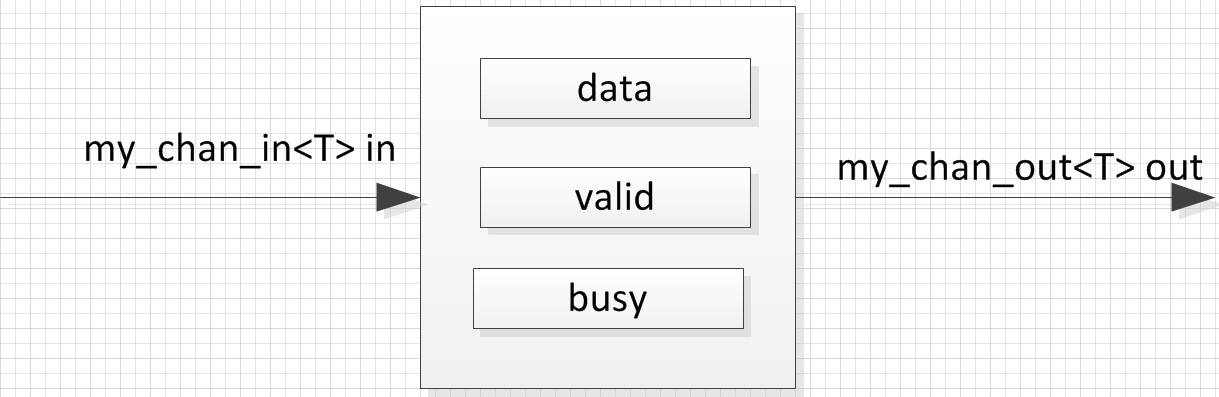 my_chan_in<T> in
data
valid
busy
my_chan_out<T> out